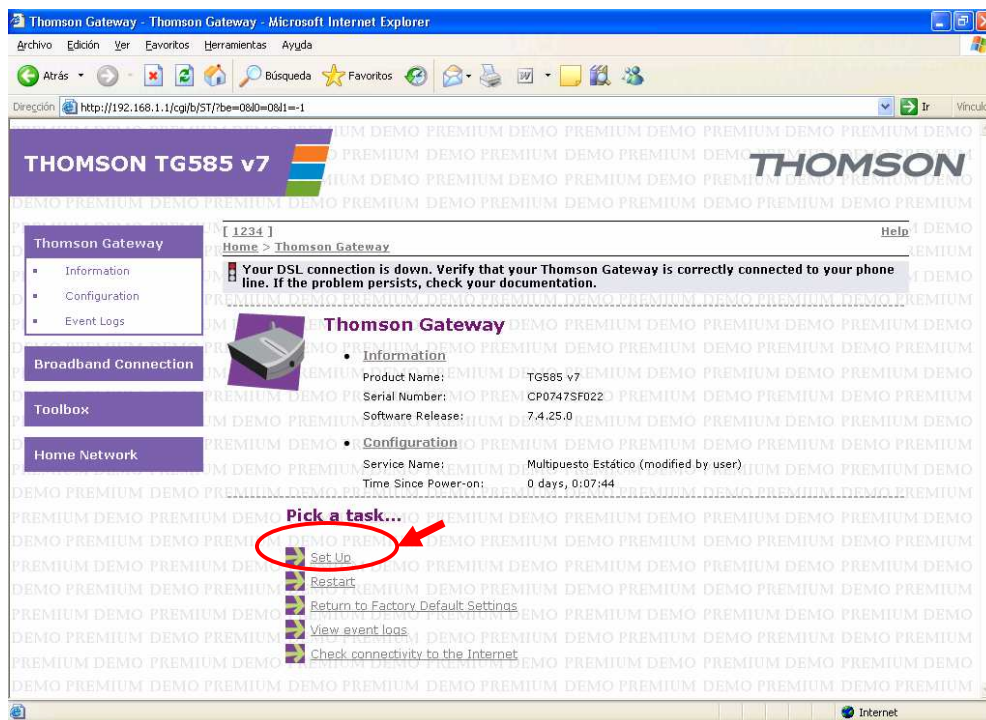 Thomson Gateway - Thomson Gateway - Microsoft Internet Explorer
Archivo Edición Ver Favoritos Herramientas Ayuda
Atrás Búsqueda Favoritos
Dirección http://192.168.1.1/cgi/b/ST/?be=0&l0=0&l1=-1 Ir
THOMSON TG585 v7
THOMSON
[ 1234 ] Help
Home > Thomson Gateway
Your DSL connection is down. Verify that your Thomson Gateway is correctly connected to your phone
line. If the problem persists, check your documentation.
Thomson Gateway
Information
Configuration
Event Logs
Broadband Connection
Toolbox
Home Network
Thomson Gateway
Information
Product Name: TG585 v7
Serial Number: CP0747SF022
Software Release: 7.4.25.0
Configuration
Service Name: Multipuesto Estático (modified by user)
Time Since Power-on: 0 days, 0:07:44
Pick a task...
Set Up
Restart
Return to Factory Default Settings
View event logs
Check connectivity to the Internet
Internet